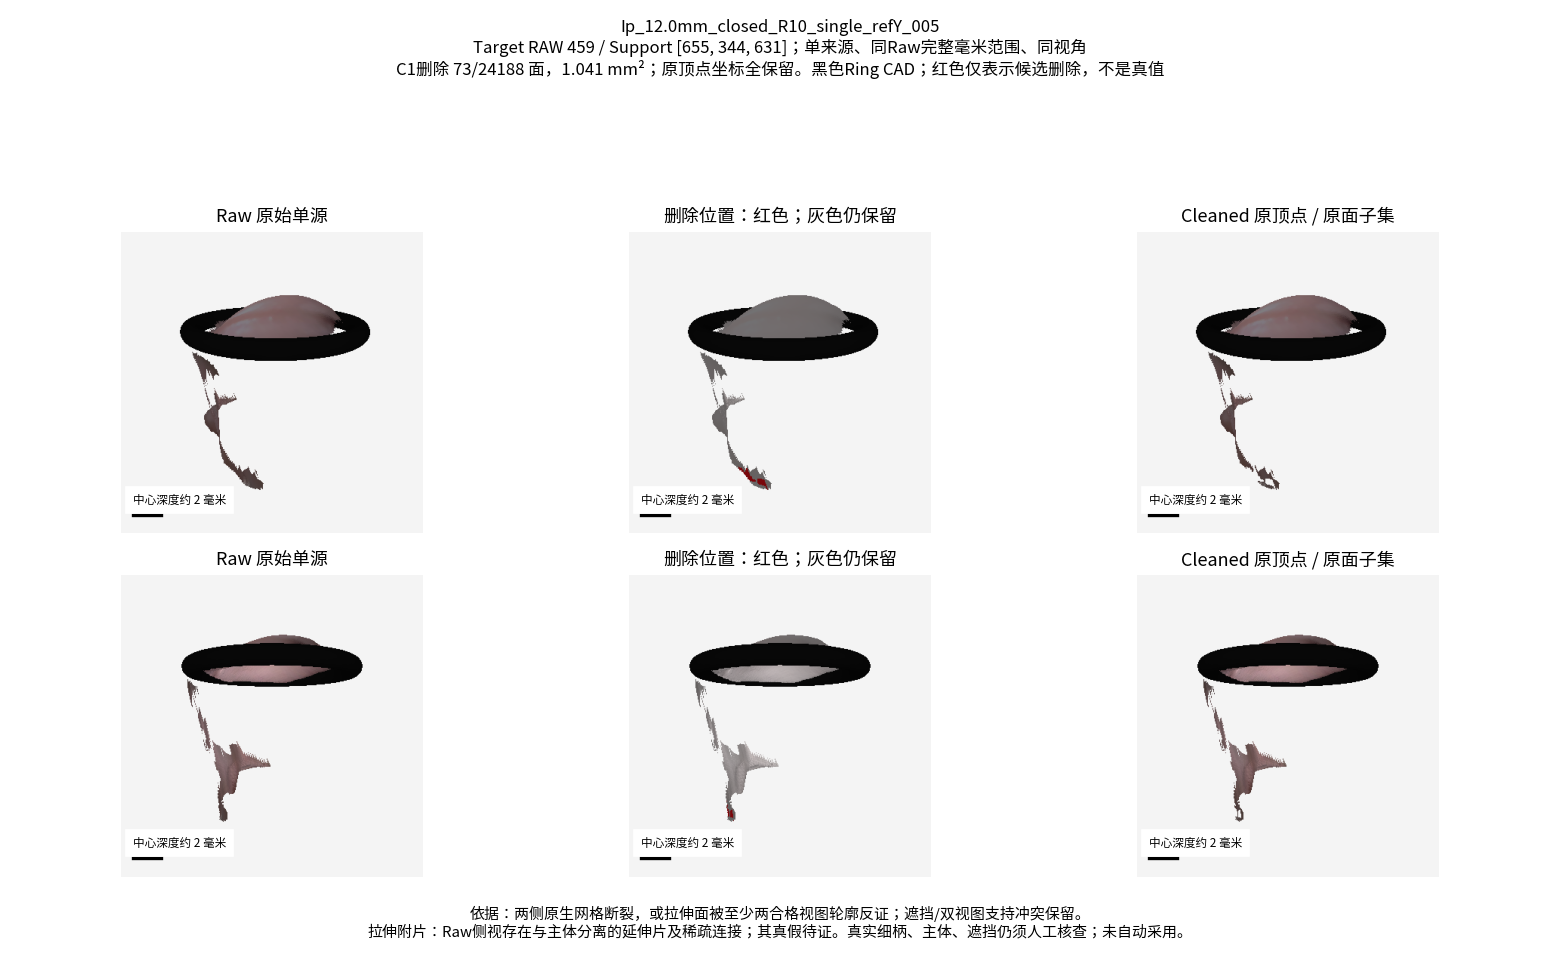 Ip_12.0mm_closed_R10_single_refY_005
Target RAW 459 / Support [655, 344, 631]；单来源、同Raw完整毫米范围、同视角
C1删除 73/24188 面，1.041 mm²；原顶点坐标全保留。黑色Ring CAD；红色仅表示候选删除，不是真值
Raw 原始单源
删除位置：红色；灰色仍保留
Cleaned 原顶点 / 原面子集
中心深度约 2 毫米
中心深度约 2 毫米
中心深度约 2 毫米
Raw 原始单源
删除位置：红色；灰色仍保留
Cleaned 原顶点 / 原面子集
中心深度约 2 毫米
中心深度约 2 毫米
中心深度约 2 毫米
依据：两侧原生网格断裂，或拉伸面被至少两合格视图轮廓反证；遮挡/双视图支持冲突保留。
拉伸附片：Raw侧视存在与主体分离的延伸片及稀疏连接；其真假待证。真实细柄、主体、遮挡仍须人工核查；未自动采用。